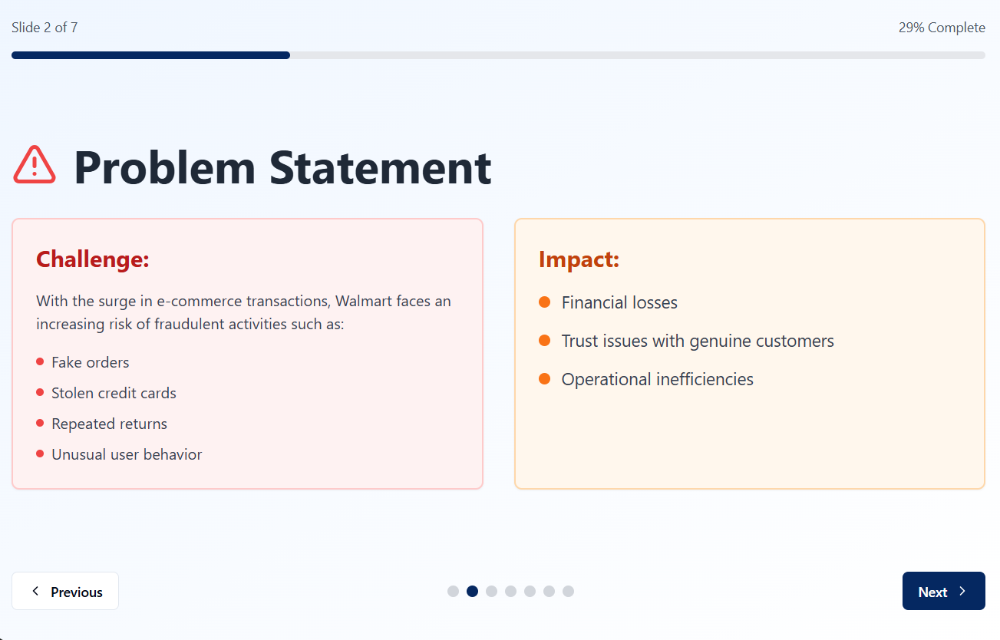 Slide 2 of 7
29% Complete
Problem Statement
Challenge:
With the surge in e-commerce transactions, Walmart faces an
increasing risk of fraudulent activities such as:
Fake orders
Stolen credit cards
Repeated returns
Unusual user behavior
Impact:
Financial losses
Trust issues with genuine customers
Operational inefficiencies
Previous
Next